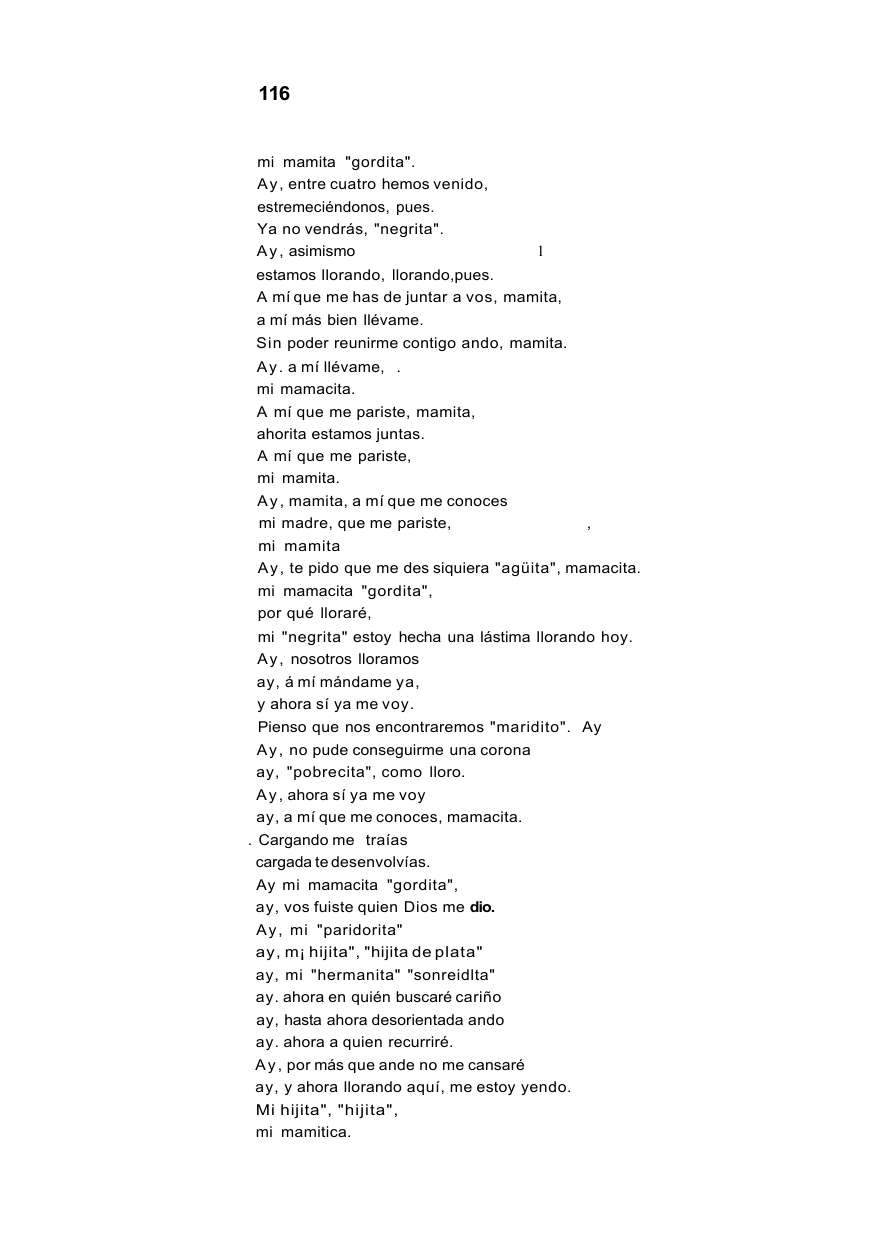 116
mi mamita "gordita".
Ay, entre cuatro hemos venido,
estremeciéndonos, pues.
Ya no vendrás, "negrita".
Ay, asimismo l
estamos llorando, llorando,pues.
A mí que me has de juntar a vos, mamita,
a mí más bien llévame.
Sin poder reunirme contigo ando, mamita.
Ay. a mí llévame, .
mi mamacita.
A mí que me pariste, mamita,
ahorita estamos juntas.
A mí que me pariste,
mi mamita.
Ay, mamita, a mí que me conoces
mi madre, que me pariste, ,
mi mamita
Ay, te pido que me des siquiera "agüita", mamacita.
mi mamacita "gordita",
por qué lloraré,
mi "negrita" estoy hecha una lástima llorando hoy.
Ay, nosotros lloramos
ay, á mí mándame ya,
y ahora sí ya me voy.
Pienso que nos encontraremos "maridito". Ay
Ay, no pude conseguirme una corona
ay, "pobrecita", como lloro.
Ay, ahora sí ya me voy
ay, a mí que me conoces, mamacita.
. Cargando me traías
cargada te desenvolvías.
Ay mi mamacita "gordita",
ay, vos fuiste quien Dios me dio.
Ay, mi "paridorita"
ay, m¡ hijita", "hijita de plata"
ay, mi "hermanita" "sonreidlta"
ay. ahora en quién buscaré cariño
ay, hasta ahora desorientada ando
ay. ahora a quien recurriré.
Ay, por más que ande no me cansaré
ay, y ahora llorando aquí, me estoy yendo.
Mi hijita", "hijita",
mi mamitica.